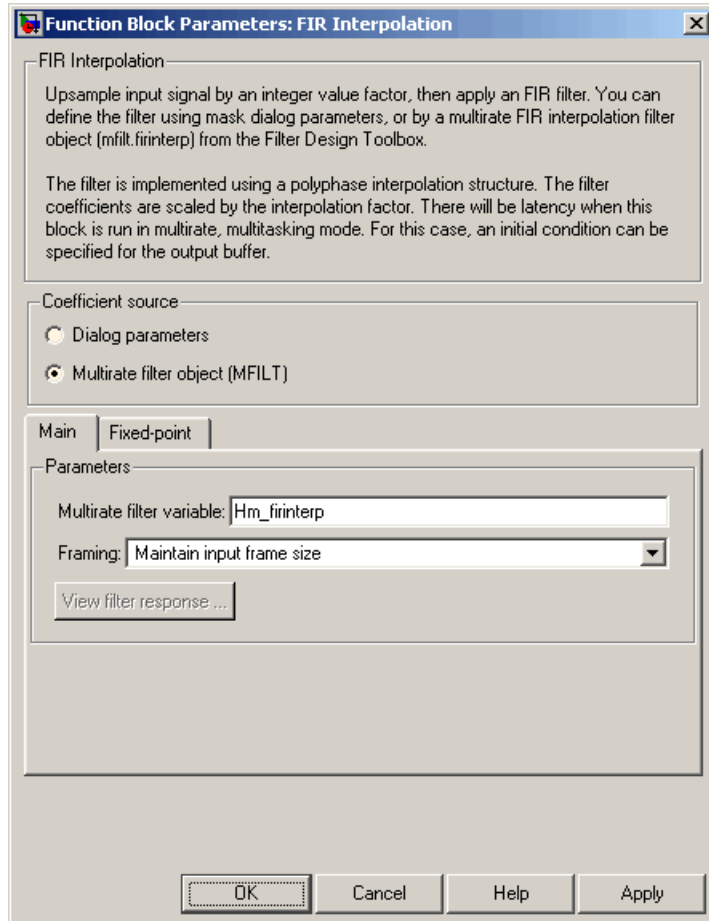 Function Block Parameters: FIR Interpolation
FIR Interpolation
Upsample input signal by an integer value factor, then apply an FIR filter. You can
define the filter using mask dialog parameters, or by a multirate FIR interpolation filter
object (mfilt.firinterp) from the Filter Design Toolbox.
The filter is implemented using a polyphase interpolation structure. The filter
coefficients are scaled by the interpolation factor. There will be latency when this
block is run in multirate, multitasking mode. For this case, an initial condition can be
specified for the output buffer.
Coefficient source
Dialog parameters
Multirate filter object (MFILT)
Main Fixed-point
Parameters
Multirate filter variable: Hm_firinterp
Framing: Maintain input frame size
View filter response ...
OK Cancel Help Apply